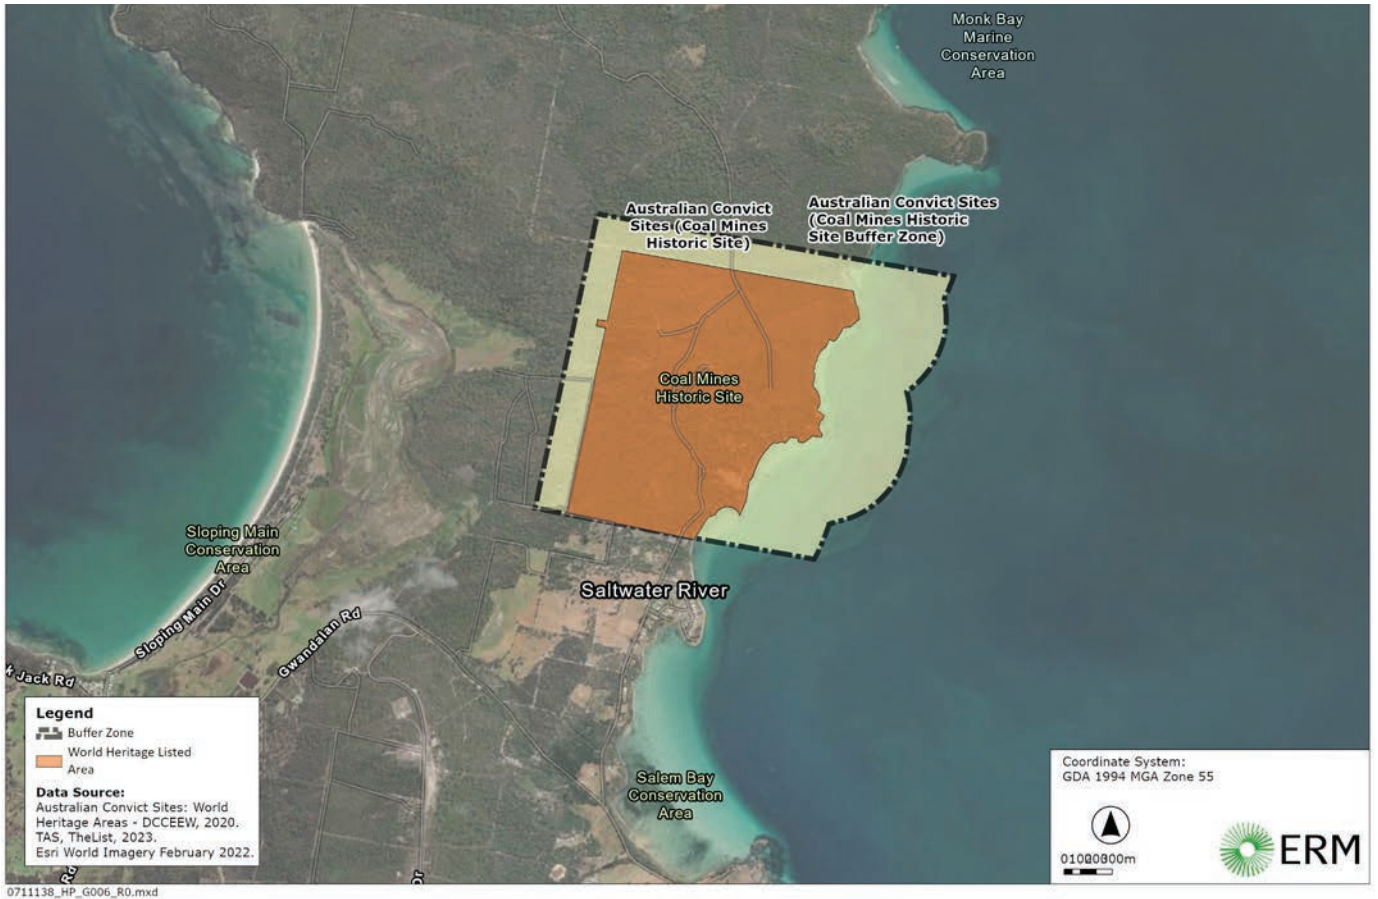 Monk Bay
Marine
Conservation
Area
Australian Convict
Sites (Coal Mines
Historic Site)
Australian Convict Sites
(Coal Mines Historic
Site Buffer Zone)
Coal Mines
Historic Site
Sloping Main
Conservation
Area
Sloping Main Dr
Gwandalan Rd
Saltwater River
k Jack Rd
Salem Bay
Conservation
Area
Rd
Dr
Legend
Buffer Zone
World Heritage Listed
Area
Data Source:
Australian Convict Sites: World
Heritage Areas - DCCEEW, 2020.
TAS, TheList, 2023.
Esri World Imagery February 2022.
Coordinate System:
GDA 1994 MGA Zone 55
ERM
0711138_HP_G006_R0.mxd